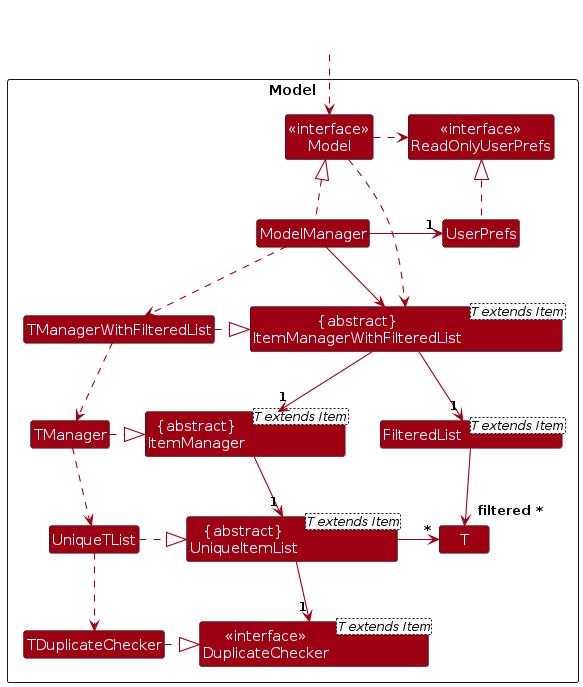 Model
«interface»
Model
«interface»
ReadOnlyUserPrefs
ModelManager
1
UserPrefs
T extends Item
{abstract}
ItemManagerWithFilteredList
TManagerWithFilteredList
1
1
T extends Item
T extends Item
{abstract}
ItemManager
TManager
FilteredList
1
filtered *
T extends Item
{abstract}
UniqueItemList
UniqueTList
*
T
1
T extends Item
«interface»
DuplicateChecker
TDuplicateChecker